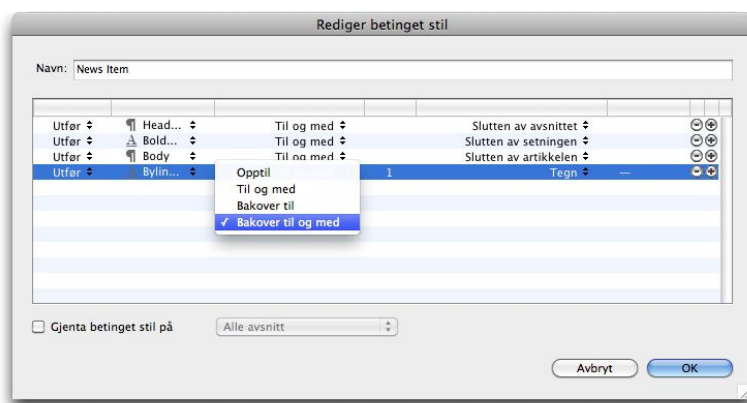 Rediger betinget stil
Navn: News Item
Utfør ¶ Head... Til og med Slutten av avsnittet
Utfør A Bold... Til og med Slutten av setningen
Utfør ¶ Body Til og med Slutten av artikkelen
Utfør A Bylin... 1 Tegn —
Opptil
Til og med
Bakover til
✓ Bakover til og med
Gjenta betinget stil på Alle avsnitt
Avbryt OK